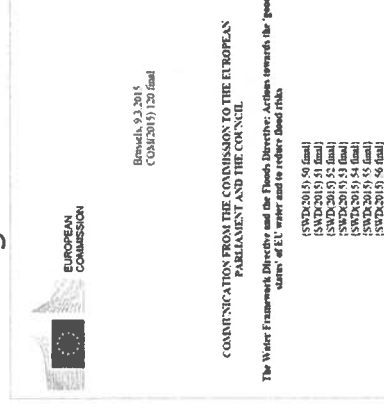 EUROPEAN
COMMISSION
Brussels, 9.3.2015
COM(2015) 120 final
COMMUNICATION FROM THE COMMISSION TO THE EUROPEAN
PARLIAMENT AND THE COUNCIL
The Water Framework Directive and the Floods Directive: Actions towards the 'good
status' of EU water and to reduce flood risks
{SWD(2015) 50 final}
{SWD(2015) 51 final}
{SWD(2015) 52 final}
{SWD(2015) 53 final}
{SWD(2015) 54 final}
{SWD(2015) 55 final}
{SWD(2015) 56 final}